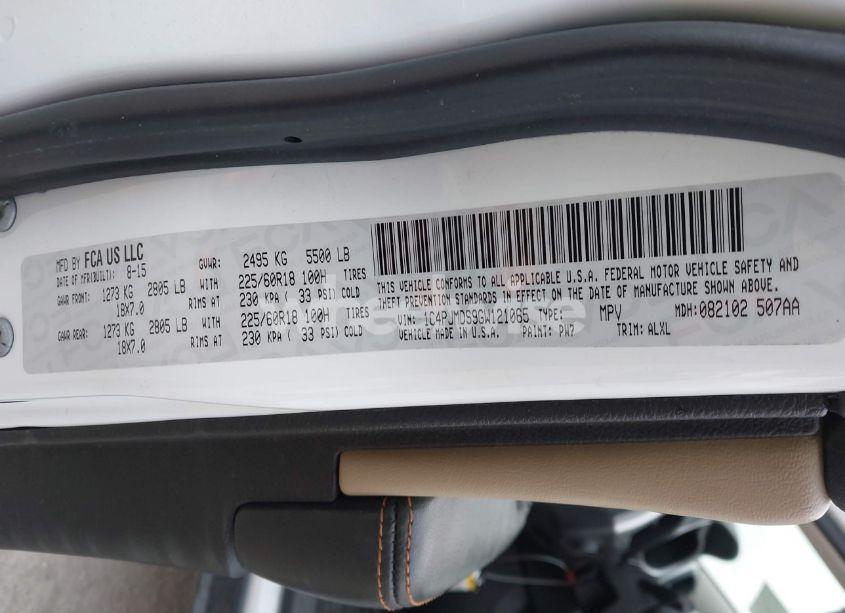 MFD BY FCA US LLC
DATE OF MFR(BUILT): 8-15 GVWR: 2495 KG 5500 LB
GAWR FRONT: 1273 KG 2805 LB WITH 225/60R18 100H TIRES
18X7.0 RIMS AT 230 KPA ( 33 PSI) COLD
GAWR REAR: 1273 KG 2805 LB WITH 225/60R18 100H TIRES
18X7.0 RIMS AT 230 KPA ( 33 PSI) COLD
THIS VEHICLE CONFORMS TO ALL APPLICABLE U.S.A. FEDERAL MOTOR VEHICLE SAFETY AND
THEFT PREVENTION STANDARDS IN EFFECT ON THE DATE OF MANUFACTURE SHOWN ABOVE.
VIN: 1C4PJMDS9GW121065 TYPE: MPV MDH:082102 507AA
VEHICLE MADE IN U.S.A. PAINT: PW7 TRIM: ALXL